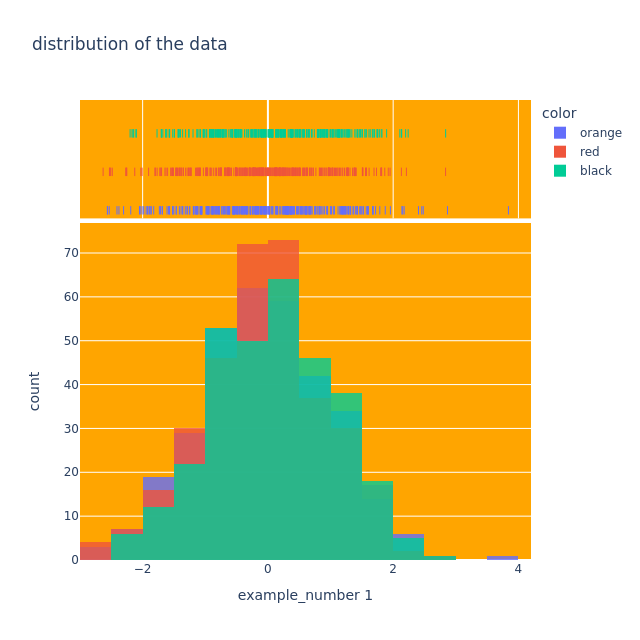 distribution of the data
color
orange
red
black
70
60
50
40
30
20
10
0
count
−2
0
2
4
example_number 1